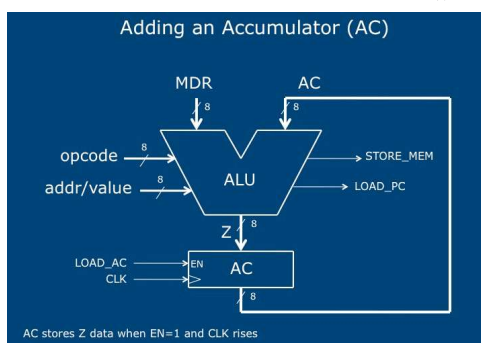 Adding an Accumulator (AC)
MDR AC
8 8
opcode 8
STORE_MEM
addr/value 8
ALU
LOAD_PC
Z 8
LOAD_AC EN
AC
CLK
8
AC stores Z data when EN=1 and CLK rises